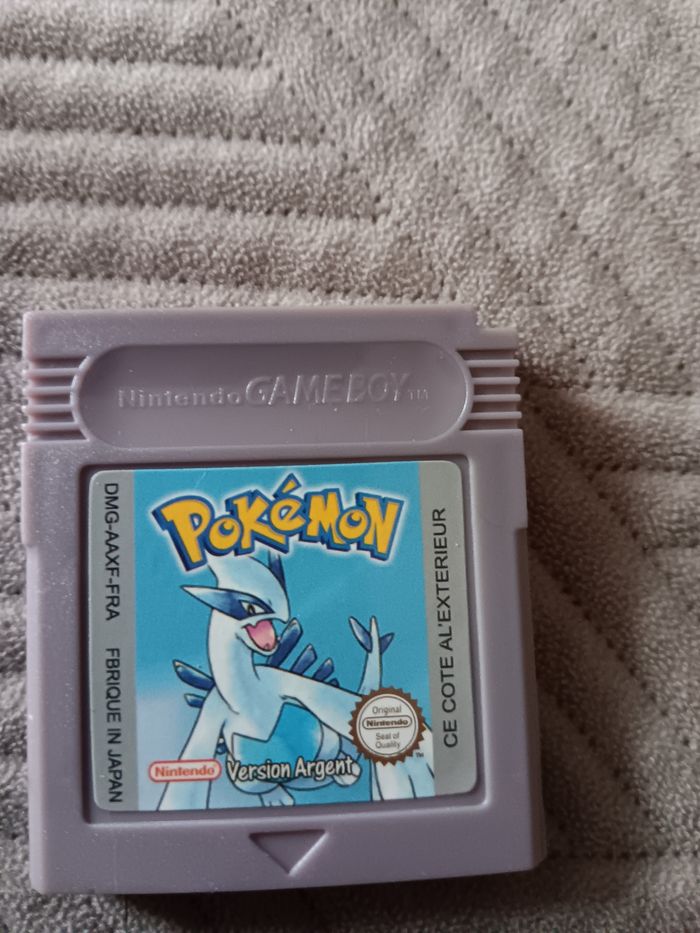 Nintendo GAMEBOY TM
DMG-AAXF-FRA FBRIQUE IN JAPAN
POKéMON
CE COTE AL'EXTERIEUR
Original
Nintendo
Seal of
Quality
TM
Nintendo
Version Argent